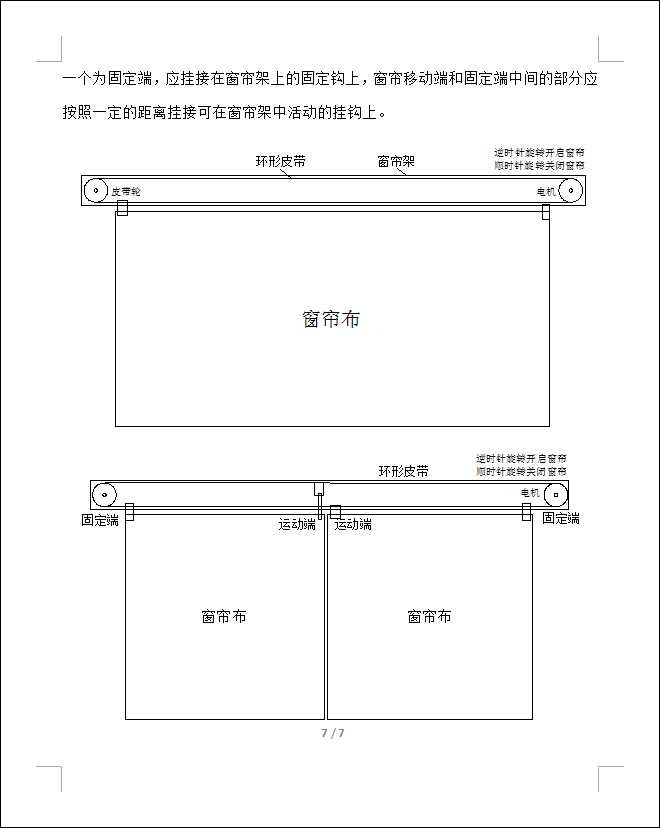 一个为固定端，应挂接在窗帘架上的固定钩上，窗帘移动端和固定端中间的部分应
按照一定的距离挂接可在窗帘架中活动的挂钩上。
逆时针能转开启窗帘
环形皮带 窗帘架 顺时针能转关闭窗帘
皮带轮 电机
窗帘布
逆时针能转开启窗帘
环形皮带 顺时针能转关闭窗帘
电机
固定端 运动端 运动端 固定端
窗帘布 窗帘布
7 / 7